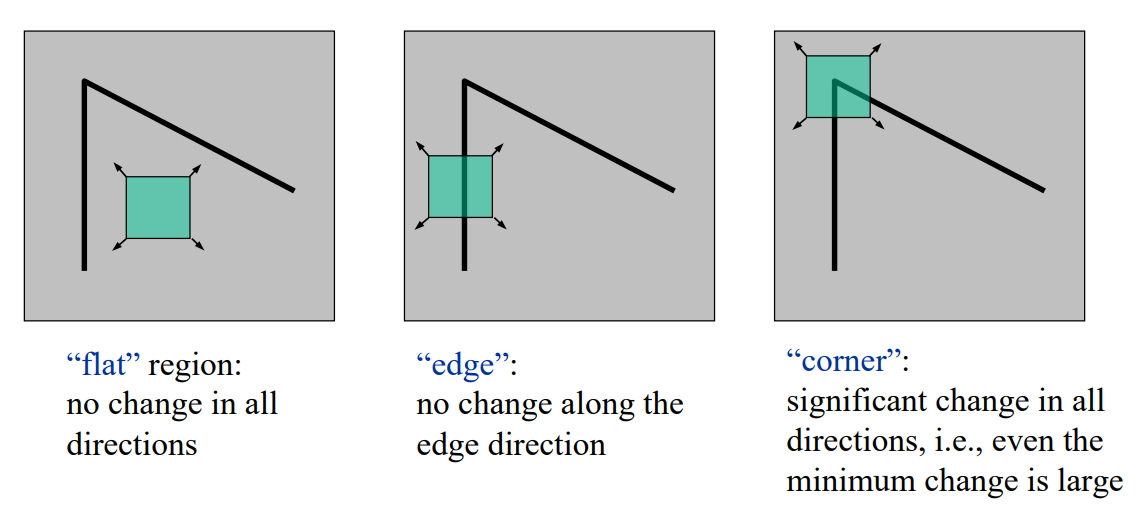 “flat” region:
no change in all
directions
“edge”:
no change along the
edge direction
“corner”:
significant change in all
directions, i.e., even the
minimum change is large